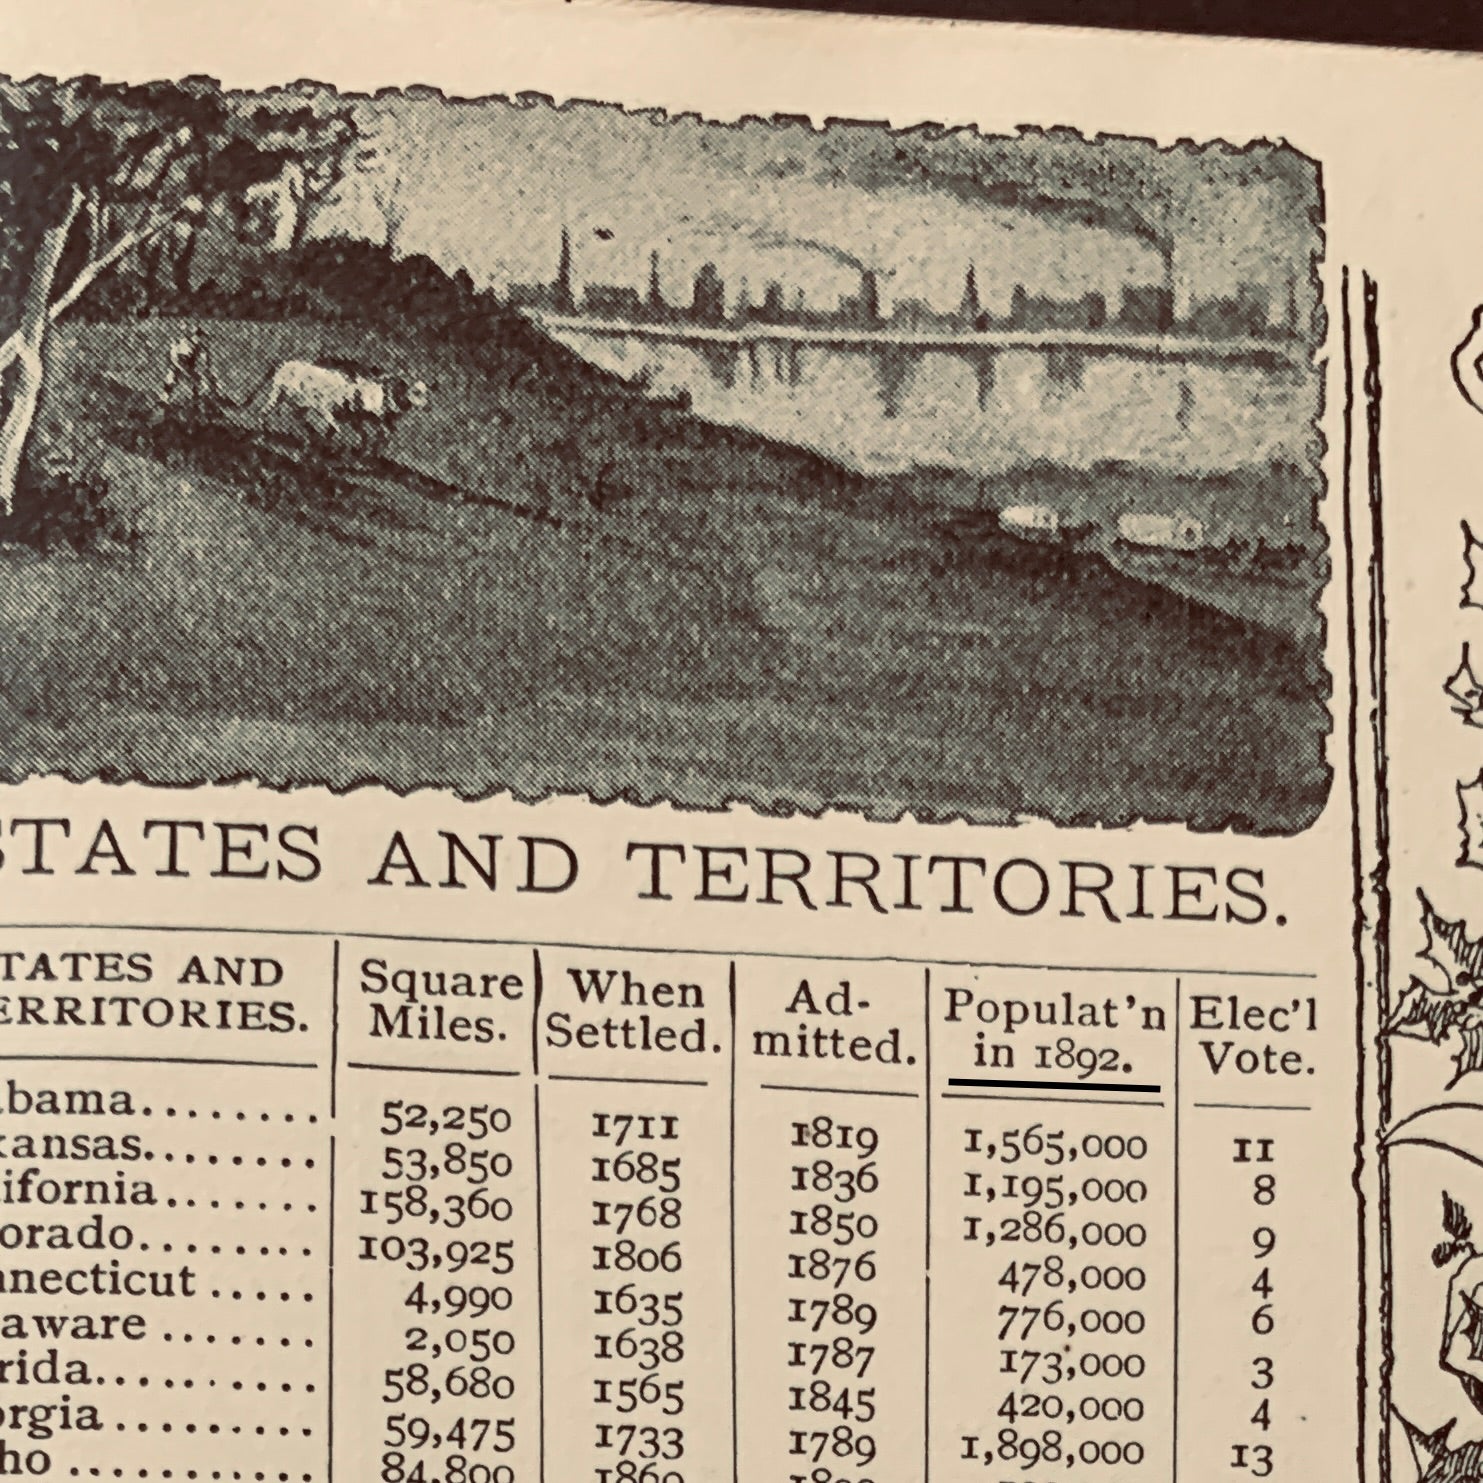 STATES AND TERRITORIES.
TATES AND ERRITORIES. Square Miles. When Settled. Ad-mitted. Populat'n in 1892. Elec'l Vote.
bama........ 52,250 1711 1819 1,565,000 11
kansas........ 53,850 1685 1836 1,195,000 8
ifornia....... 158,360 1768 1850 1,286,000 9
orado........ 103,925 1806 1876 478,000 4
nnecticut ..... 4,990 1635 1789 776,000 6
aware ....... 2,050 1638 1787 173,000 3
rida.......... 58,680 1565 1845 420,000 4
orgia ......... 59,475 1733 1789 1,898,000 13
ho ........... 84,800 1860